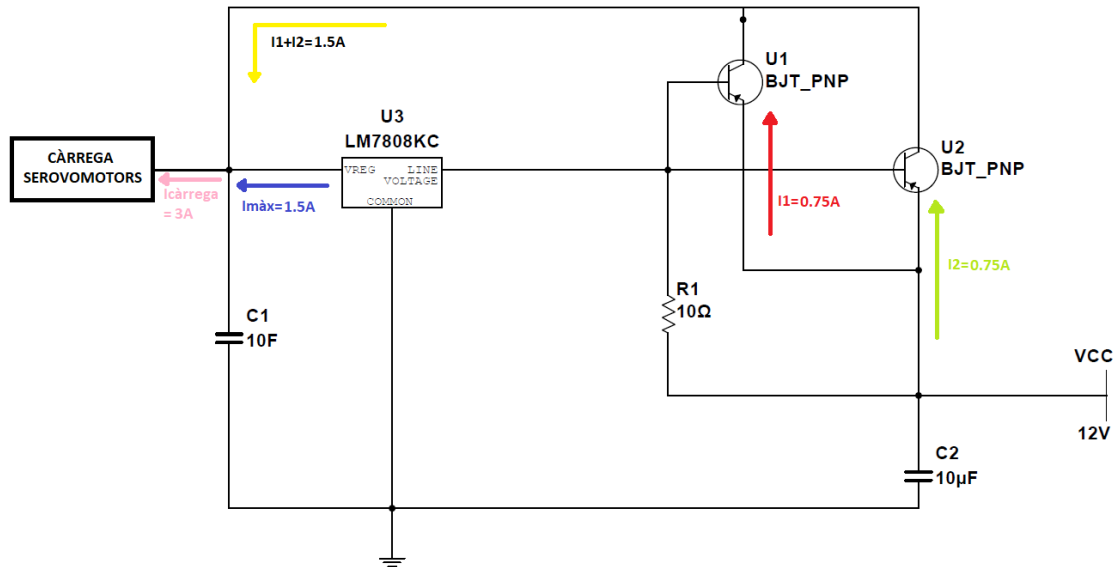 I1+I2=1.5A
U1
BJT_PNP
U3
LM7808KC
CÀRREGA
SEROVOMOTORS
VREG LINE
VOLTAGE
COMMON
U2
BJT_PNP
Icàrrega
= 3A
Imàx=1.5A
I1=0.75A
I2=0.75A
R1
10Ω
C1
10F
VCC
12V
C2
10µF